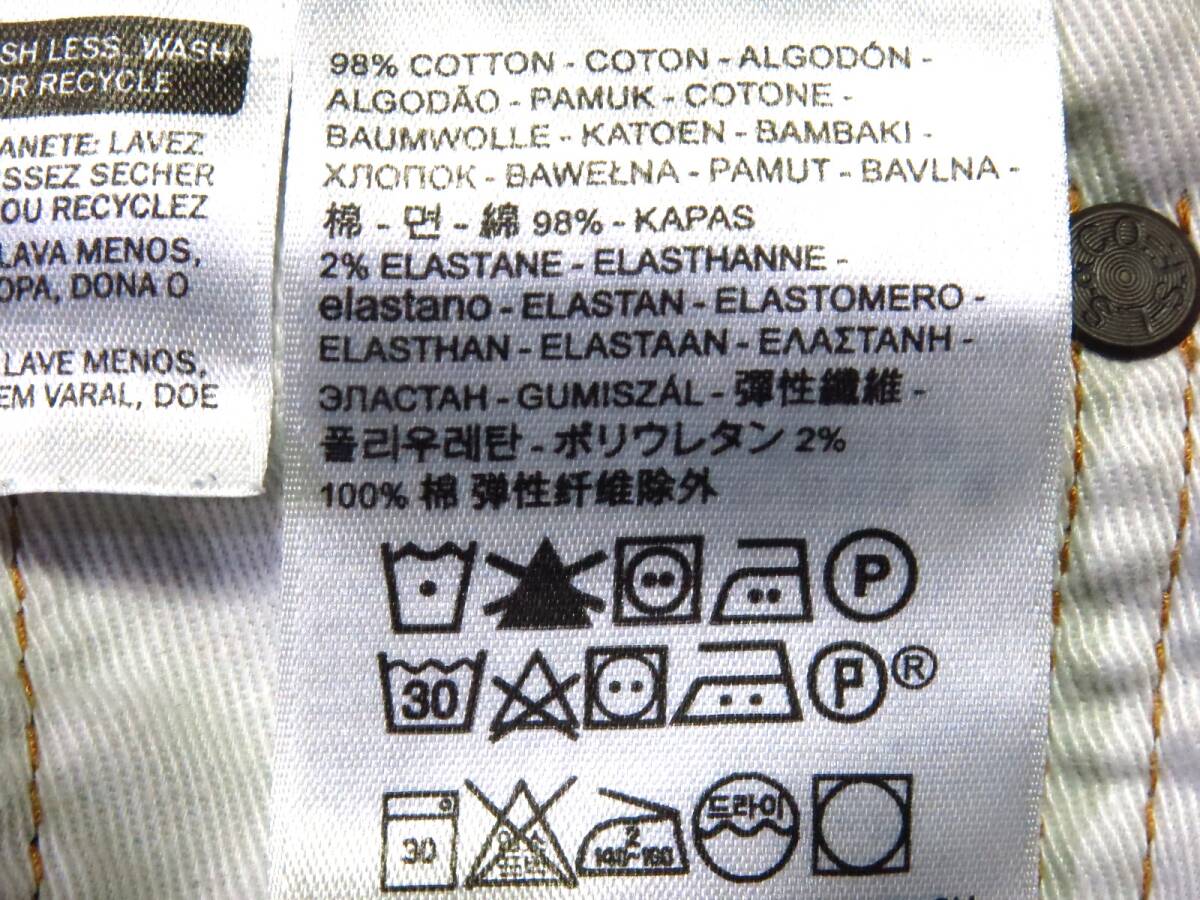 SH LESS, WASH
OR RECYCLE
ANETE: LAVEZ
SSEZ SECHER
OU RECYCLEZ
LAVA MENOS,
OPA, DONA O
LAVE MENOS,
EM VARAL, DOE
98% COTTON - COTON - ALGODÓN -
ALGODÃO - PAMUK - COTONE -
BAUMWOLLE - KATOEN - BAMBAKI -
ХЛОПОК - BAWEŁNA - PAMUT - BAVLNA -
棉 - 면 - 綿 98% - KAPAS
2% ELASTANE - ELASTHANNE -
elastano - ELASTAN - ELASTOMERO -
ELASTHAN - ELASTAAN - ΕΛΑΣΤΑΝΗ -
ЭЛАСТАН - GUMISZÁL - 彈性纖維 -
폴리우레탄 - ポリウレタン 2%
100% 棉 弹性纤维除外
P
30 P ®
30 2 140~160 드라이